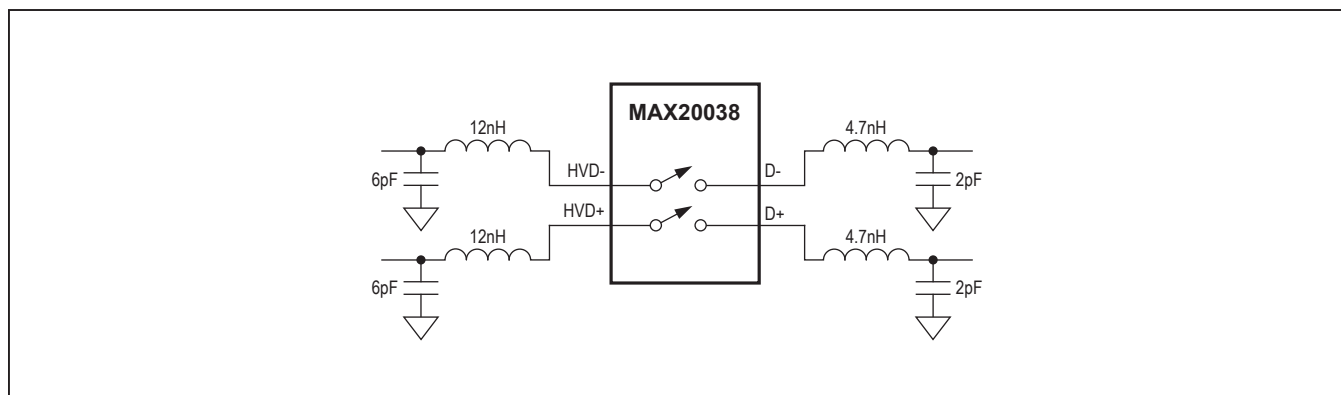 MAX20038
12nH
4.7nH
HVD-
D-
6pF
2pF
HVD+
D+
12nH
4.7nH
6pF
2pF